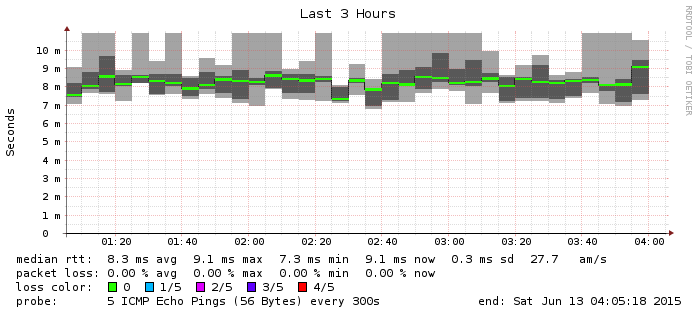 Last 3 Hours
RRDTOOL / TOBI OETIKER
Seconds
10 m
9 m
8 m
7 m
6 m
5 m
4 m
3 m
2 m
1 m
0
01:20 01:40 02:00 02:20 02:40 03:00 03:20 03:40 04:00
median rtt: 8.3 ms avg 9.1 ms max 7.3 ms min 9.1 ms now 0.3 ms sd 27.7 am/s
packet loss: 0.00 % avg 0.00 % max 0.00 % min 0.00 % now
loss color: 0 1/5 2/5 3/5 4/5
probe: 5 ICMP Echo Pings (56 Bytes) every 300s end: Sat Jun 13 04:05:18 2015